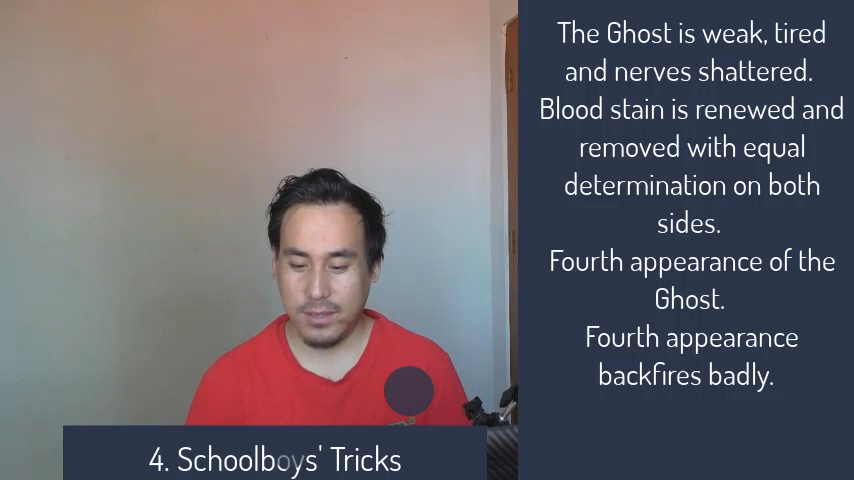 The Ghost is weak, tired
and nerves shattered.
Blood stain is renewed and
removed with equal
determination on both
sides.
Fourth appearance of the
Ghost.
Fourth appearance
backfires badly.
4. Schoolboys' Tricks